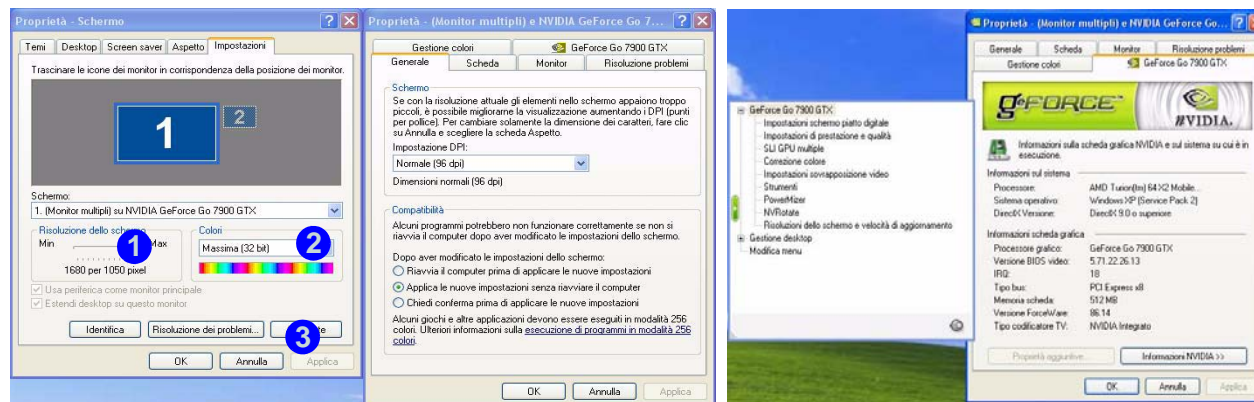 Proprietà - Schermo
Temi Desktop Screen saver Aspetto Impostazioni
Trascinare le icone dei monitor in corrispondenza della posizione dei monitor.
1 2
Schermo:
1. (Monitor multipli) su NVIDIA GeForce Go 7900 GTX
Risoluzione dello
Min Max
1
1680 per 1050 pixel
Colori
Massima (32 bit)
2
Usa periferica come monitor principale
Estendi desktop su questo monitor
Identifica Risoluzione dei problemi...
3
OK Annulla Applica
Proprietà - (Monitor multipli) e NVIDIA GeForce Go 7...
Gestione colori GeForce Go 7900 GTX
Generale Scheda Monitor Risoluzione problemi
Schermo
Se con la risoluzione attuale gli elementi nello schermo appaiono troppo
piccoli, è possibile migliorarne la visualizzazione aumentando i DPI (punti
per pollice). Per cambiare solamente la dimensione dei caratteri, fare clic
su Annulla e scegliere la scheda Aspetto.
Impostazione DPI:
Normale (96 dpi)
Dimensioni normali (96 dpi)
Compatibilità
Alcuni programmi potrebbero non funzionare correttamente se non si
riavvia il computer dopo aver modificato le impostazioni dello schermo.
Dopo aver modificato le impostazioni dello schermo:
Riavvia il computer prima di applicare le nuove impostazioni
Applica le nuove impostazioni senza riavviare il computer
Chiedi conferma prima di applicare le nuove impostazioni
Alcuni giochi e altre applicazioni devono essere eseguiti in modalità 256
colori. Ulteriori informazioni sulla esecuzione di programmi in modalità 256
colori.
OK Annulla Applica
GeForce Go 7900 GTX
Impostazioni schermo piatto digitale
Impostazioni di prestazione e qualità
SLI GPU multiple
Correzione colore
Impostazioni sovrapposizione video
Strumenti
PowerMizer
NVRotate
Risoluzioni dello schermo e velocità di aggiornamento
Gestione desktop
Modifica menu
Proprietà - (Monitor multipli) e NVIDIA GeForce Go...
Generale Scheda Monitor Risoluzione problemi
Gestione colori GeForce Go 7900 GTX
GeFORCE NVIDIA.
Informazioni sulla scheda grafica NVIDIA e sul sistema su cui è in
esecuzione.
Informazioni sul sistema
Processore: AMD Turion(tm) 64 X2 Mobile...
Sistema operativo: Windows XP (Service Pack 2)
DirectX Versione: DirectX 9.0 o superiore
Informazioni scheda grafica
Processore grafico: GeForce Go 7900 GTX
Versione BIOS video: 5.71.22.26.13
IRQ: 18
Tipo bus: PCI Express x8
Memoria scheda: 512 MB
Versione ForceWare: 86.14
Tipo codificatore TV: NVIDIA Integrato
Proprietà aggiuntive... Informazioni NVIDIA >>
OK Annulla Applica